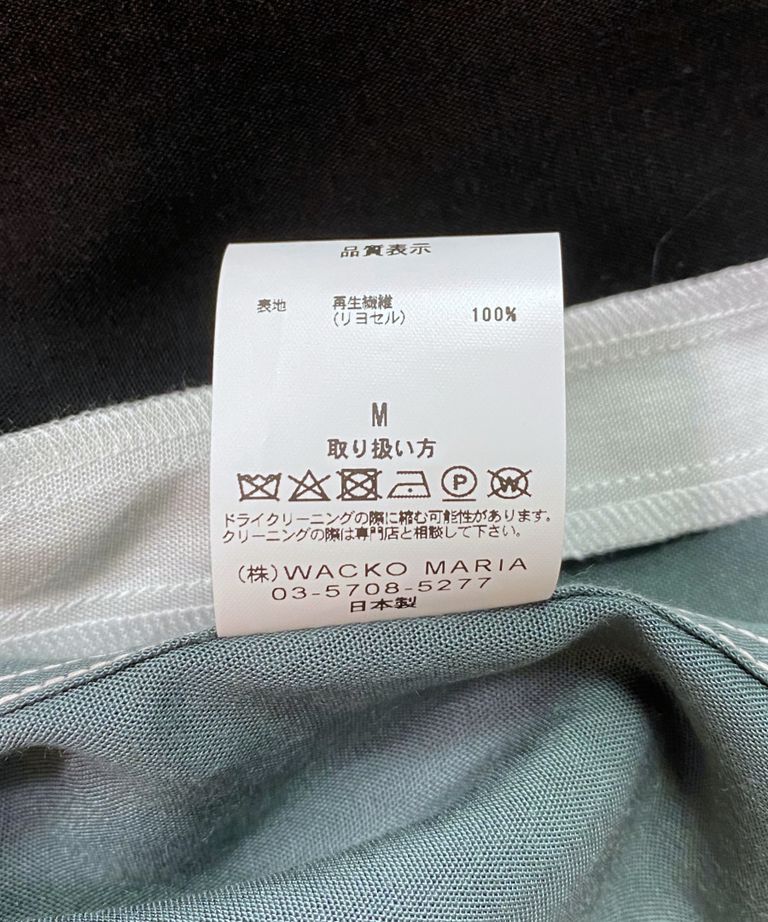 品質表示
表地 再生繊維 100%
(リヨセル)
M
取り扱い方
P W
ドライクリーニングの際に縮む可能性があります。
クリーニングの際は専門店と相談して下さい。
(株)WACKO MARIA
03-5708-5277
日本製